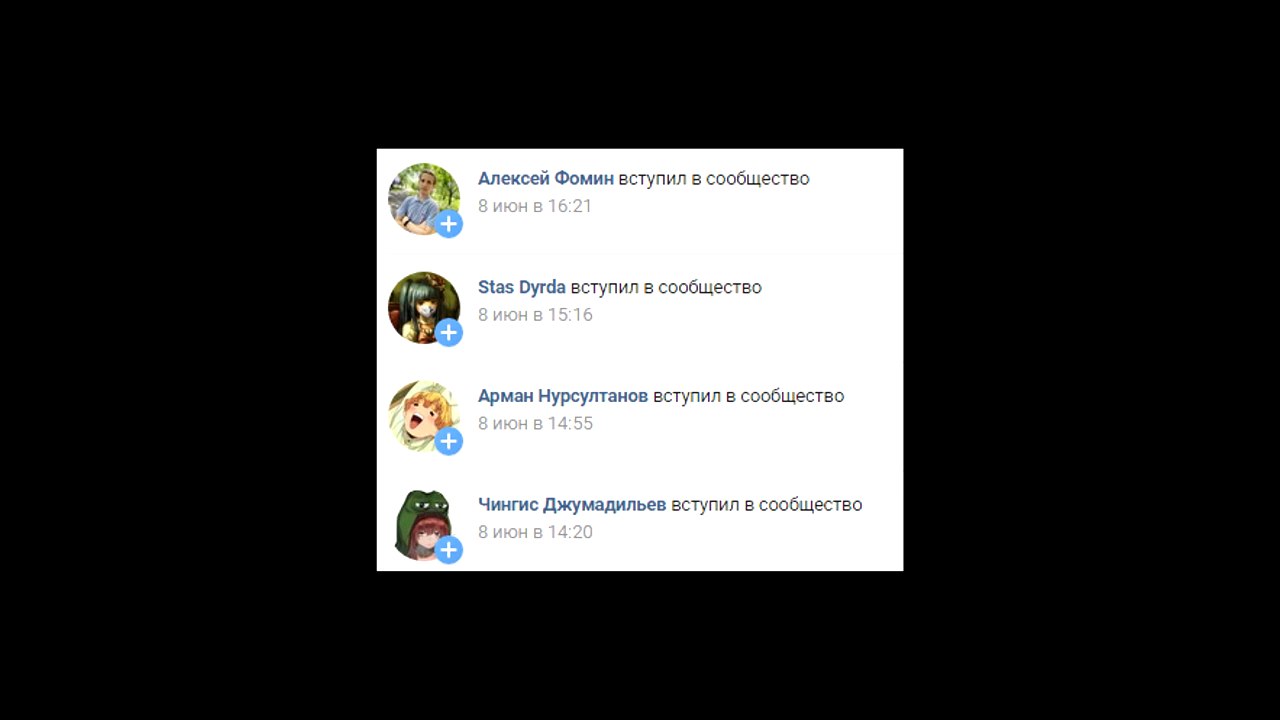 Алексей Фомин вступил в сообщество
8 июн в 16:21
Stas Dyrda вступил в сообщество
8 июн в 15:16
Арман Нурсултанов вступил в сообщество
8 июн в 14:55
Чингис Джумадильев вступил в сообщество
8 июн в 14:20